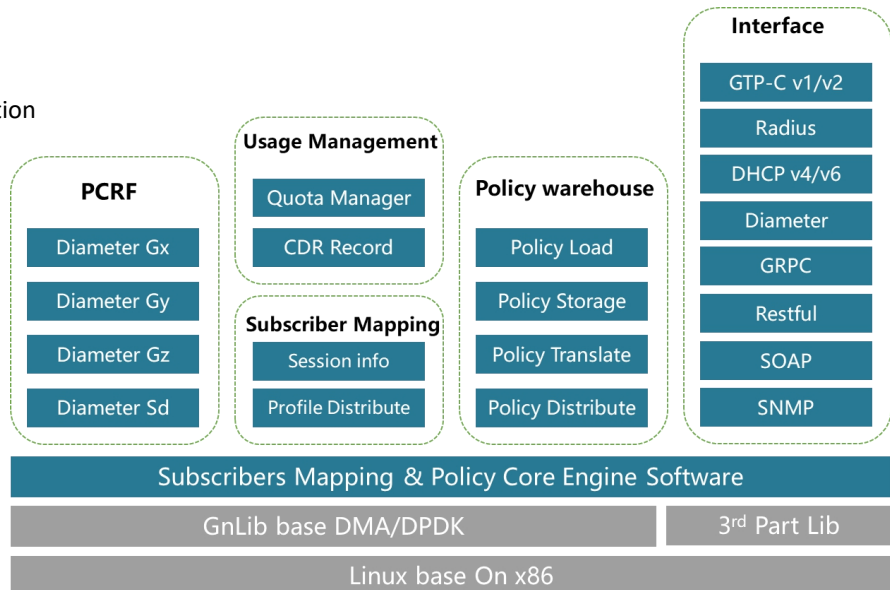 tion
PCRF
Diameter Gx
Diameter Gy
Diameter Gz
Diameter Sd
Usage Management
Quota Manager
CDR Record
Subscriber Mapping
Session info
Profile Distribute
Policy warehouse
Policy Load
Policy Storage
Policy Translate
Policy Distribute
Interface
GTP-C v1/v2
Radius
DHCP v4/v6
Diameter
GRPC
Restful
SOAP
SNMP
Subscribers Mapping & Policy Core Engine Software
GnLib base DMA/DPDK
3rd Part Lib
Linux base On x86